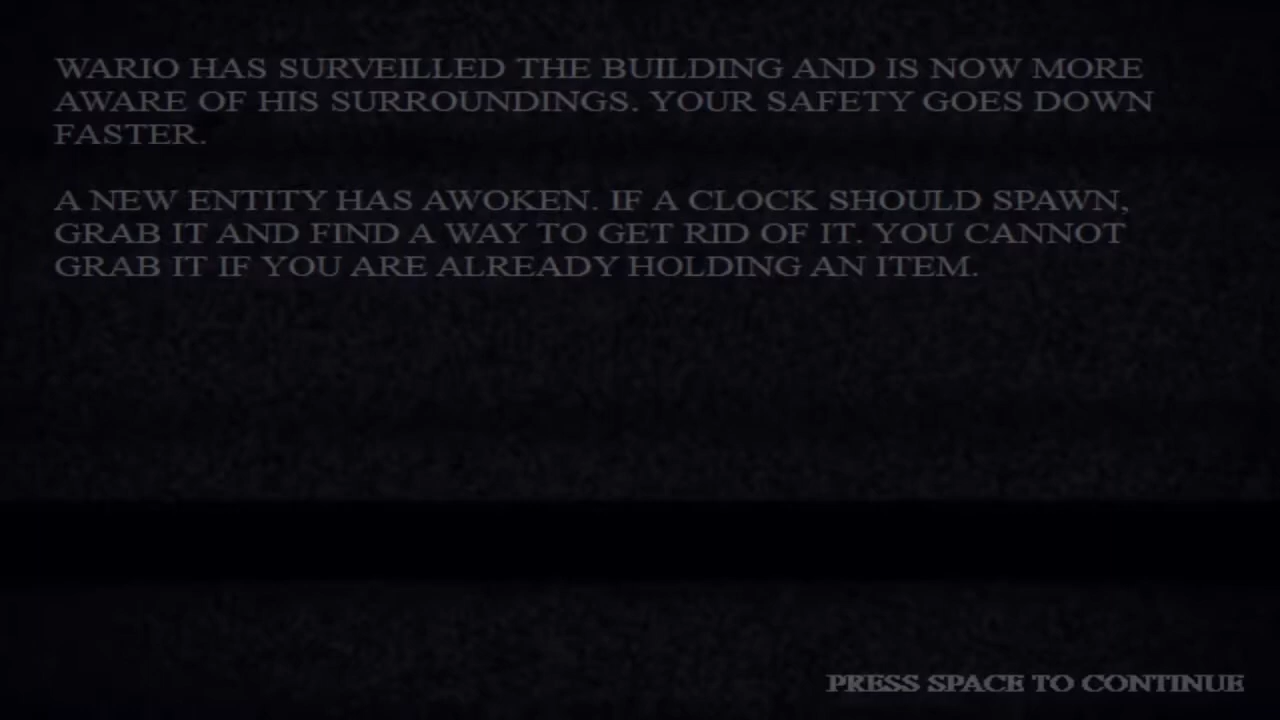 WARIO HAS SURVEILLED THE BUILDING AND IS NOW MORE
AWARE OF HIS SURROUNDINGS. YOUR SAFETY GOES DOWN
FASTER.
A NEW ENTITY HAS AWOKEN. IF A CLOCK SHOULD SPAWN,
GRAB IT AND FIND A WAY TO GET RID OF IT. YOU CANNOT
GRAB IT IF YOU ARE ALREADY HOLDING AN ITEM.
PRESS SPACE TO CONTINUE